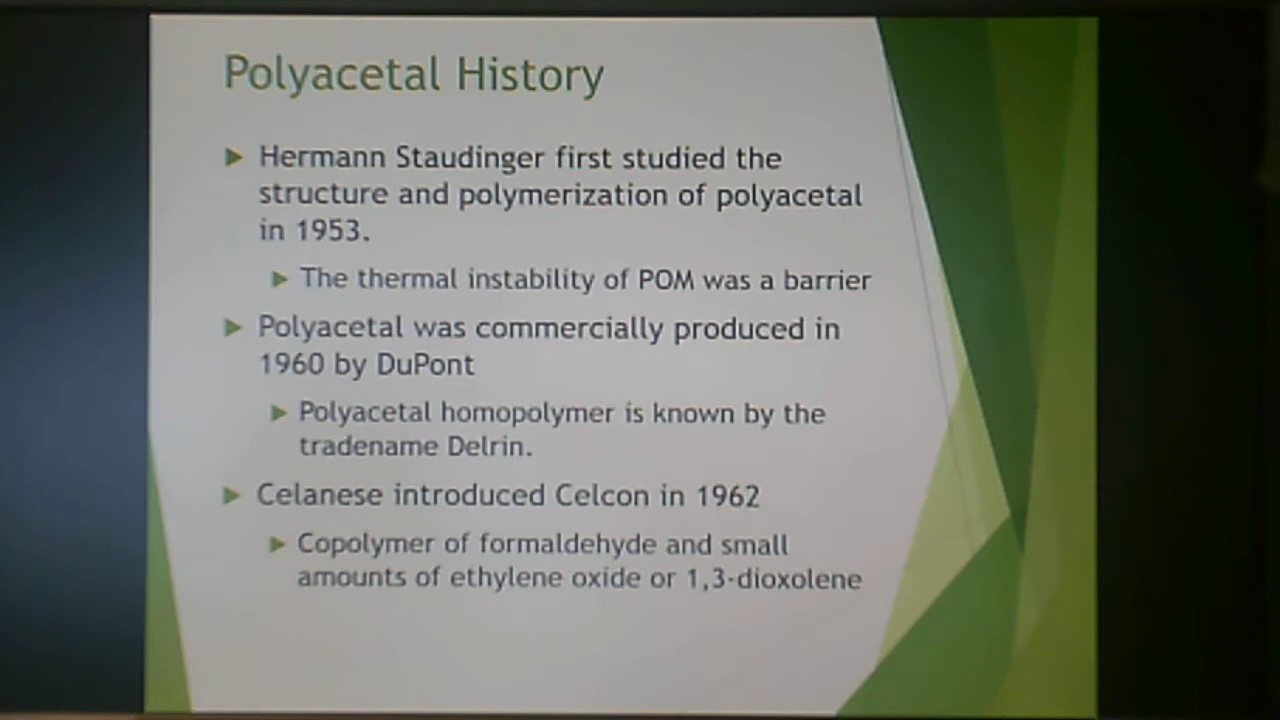 Polyacetal History
Hermann Staudinger first studied the
structure and polymerization of polyacetal
in 1953.
The thermal instability of POM was a barrier
Polyacetal was commercially produced in
1960 by DuPont
Polyacetal homopolymer is known by the
tradename Delrin.
Celanese introduced Celcon in 1962
Copolymer of formaldehyde and small
amounts of ethylene oxide or 1,3-dioxolene